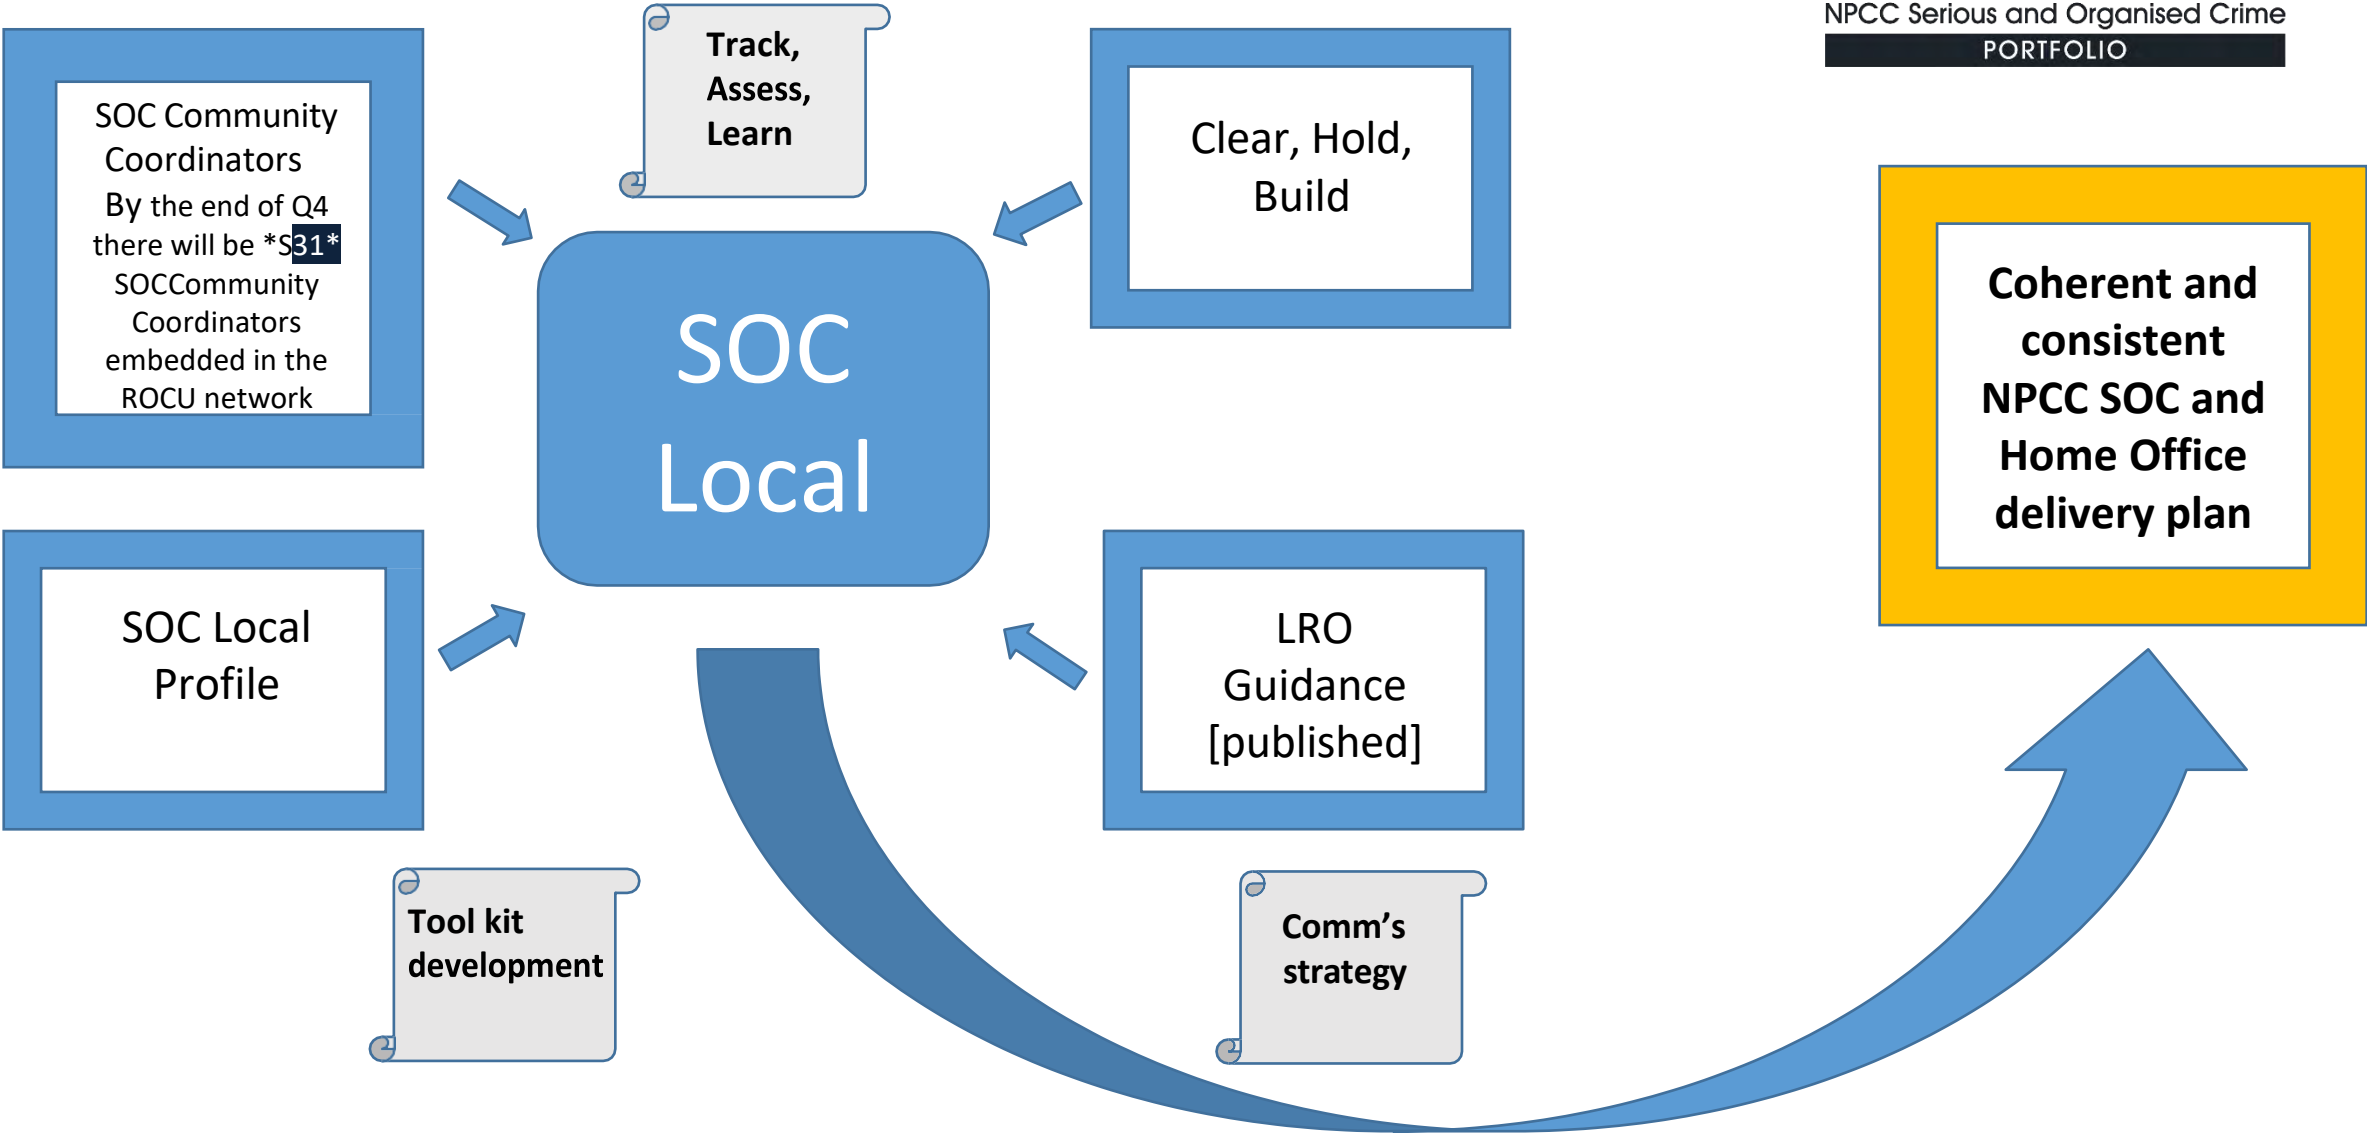 NPCC Serious and Organised Crime
PORTFOLIO
SOC Community
Coordinators
By the end of Q4
there will be *S31*
SOCCommunity
Coordinators
embedded in the
ROCU network
Track,
Assess,
Learn
Clear, Hold,
Build
SOC
Local
Coherent and
consistent
NPCC SOC and
Home Office
delivery plan
SOC Local
Profile
LRO
Guidance
[published]
Tool kit
development
Comm’s
strategy